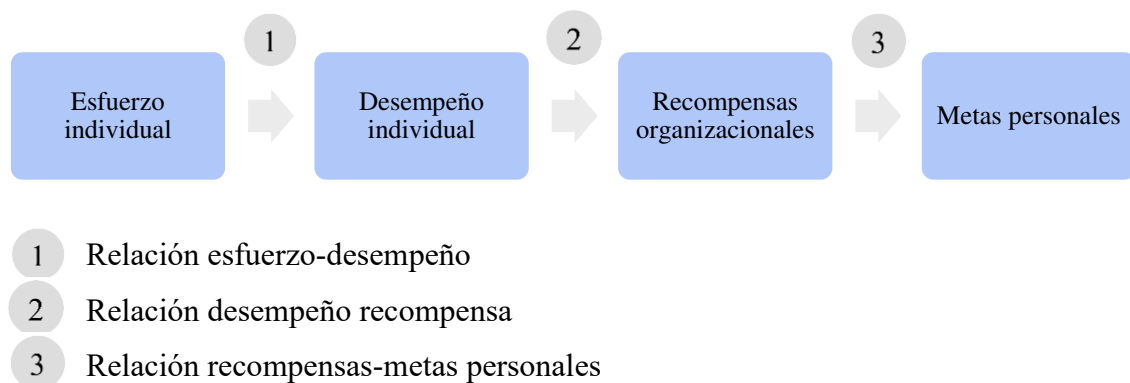 1
2
3
Esfuerzo
individual
Desempeño
individual
Recompensas
organizacionales
Metas personales
1 Relación esfuerzo-desempeño
2 Relación desempeño recompensa
3 Relación recompensas-metas personales